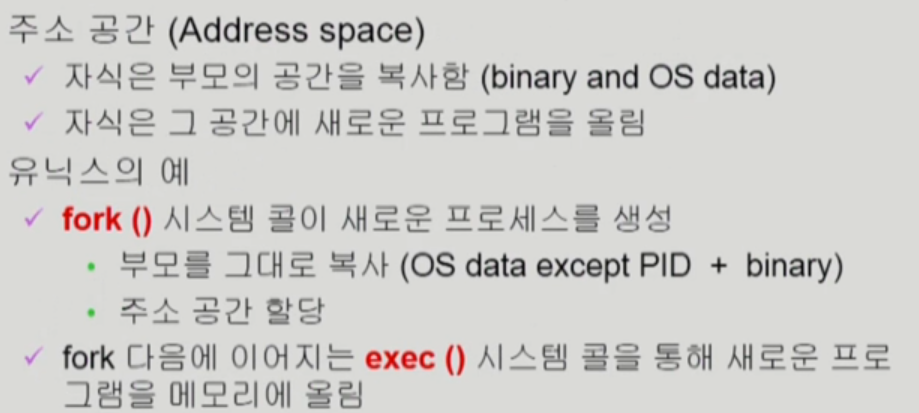 주소 공간 (Address space)
✓ 자식은 부모의 공간을 복사함 (binary and OS data)
✓ 자식은 그 공간에 새로운 프로그램을 올림
유닉스의 예
✓ fork () 시스템 콜이 새로운 프로세스를 생성
• 부모를 그대로 복사 (OS data except PID + binary)
• 주소 공간 할당
✓ fork 다음에 이어지는 exec () 시스템 콜을 통해 새로운 프로
그램을 메모리에 올림